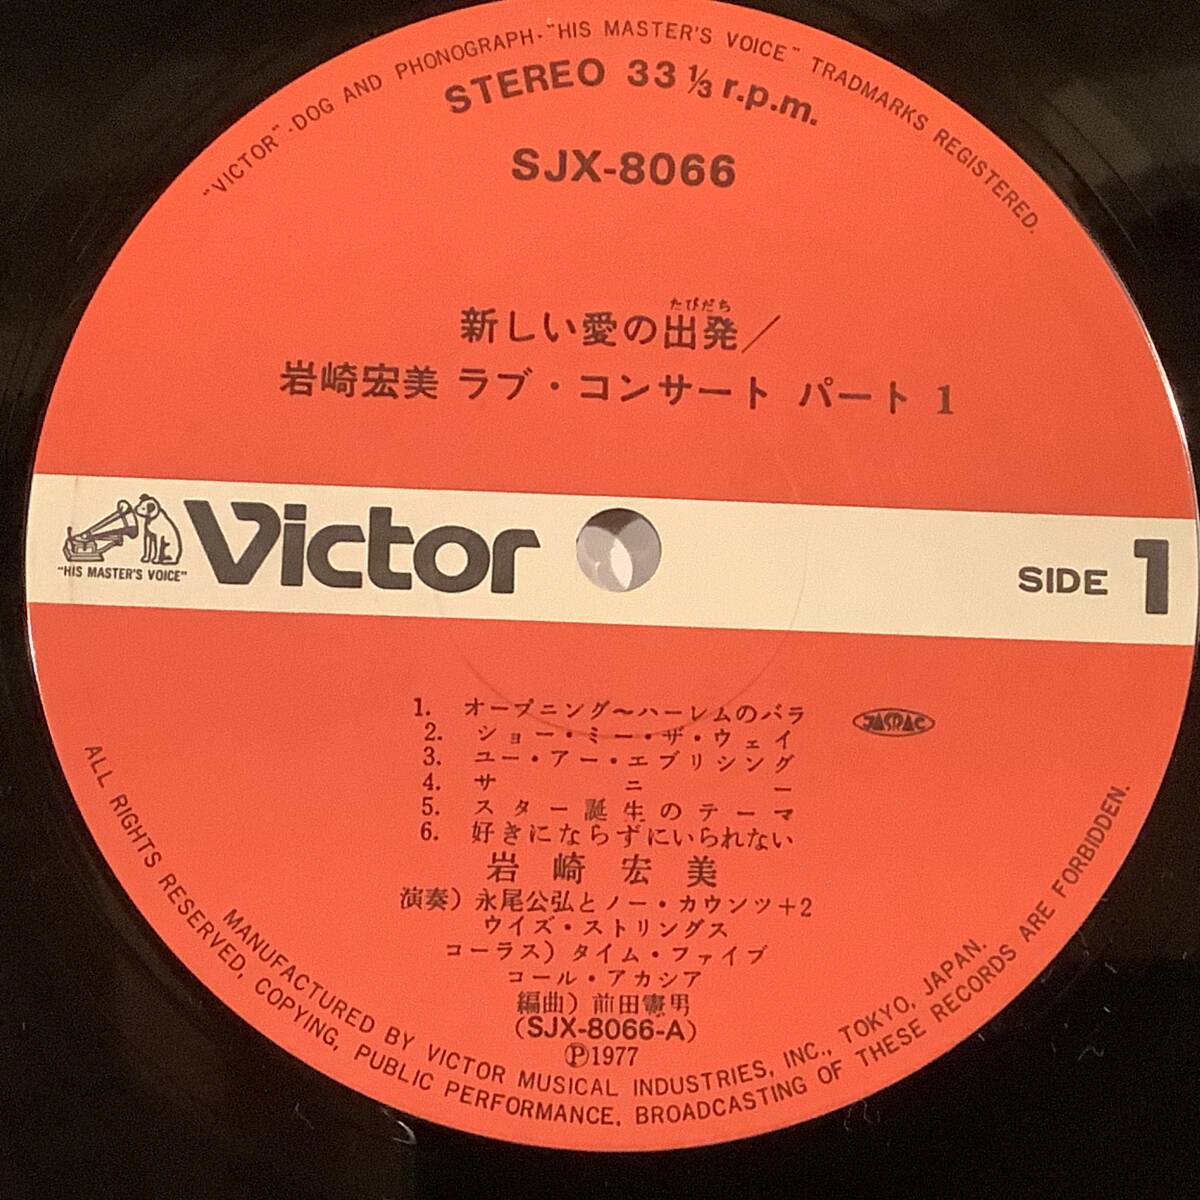 "VICTOR"-DOG AND PHONOGRAPH-"HIS MASTER'S VOICE" TRADMARKS REGISTERED.
STEREO 33 1/3 r.p.m.
SJX-8066
たびだち
新しい愛の出発／
岩崎宏美 ラブ・コンサート パート 1
"HIS MASTER'S VOICE"
Victor
SIDE 1
1. オープニング〜ハーレムのバラ
2. ショー・ミー・ザ・ウェイ
3. ユー・アー・エブリシング
4. サニー
5. スター誕生のテーマ
6. 好きにならずにいられない
JASRAC
岩崎宏美
演奏）永尾公弘とノー・カウンツ+2
ウイズ・ストリングス
コーラス）タイム・ファイブ
コール・アカシア
編曲）前田憲男
(SJX-8066-A)
Ⓟ1977
MANUFACTURED BY VICTOR MUSICAL INDUSTRIES, INC., TOKYO, JAPAN.
ALL RIGHTS RESERVED, COPYING, PUBLIC PERFORMANCE, BROADCASTING OF THESE RECORDS ARE FORBIDDEN.